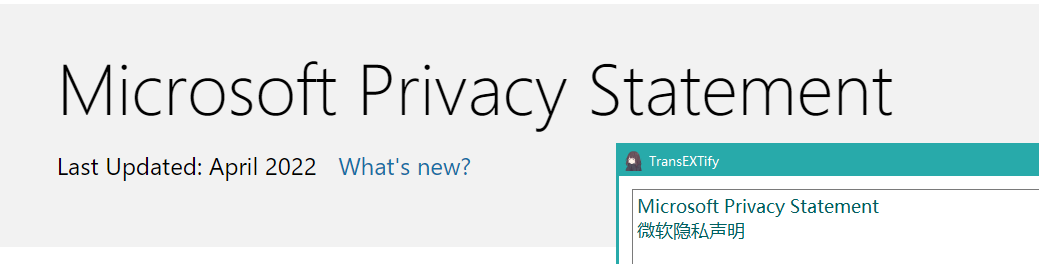 Microsoft Privacy Statement
Last Updated: April 2022 What's new?
TransEXTify
Microsoft Privacy Statement
微软隐私声明